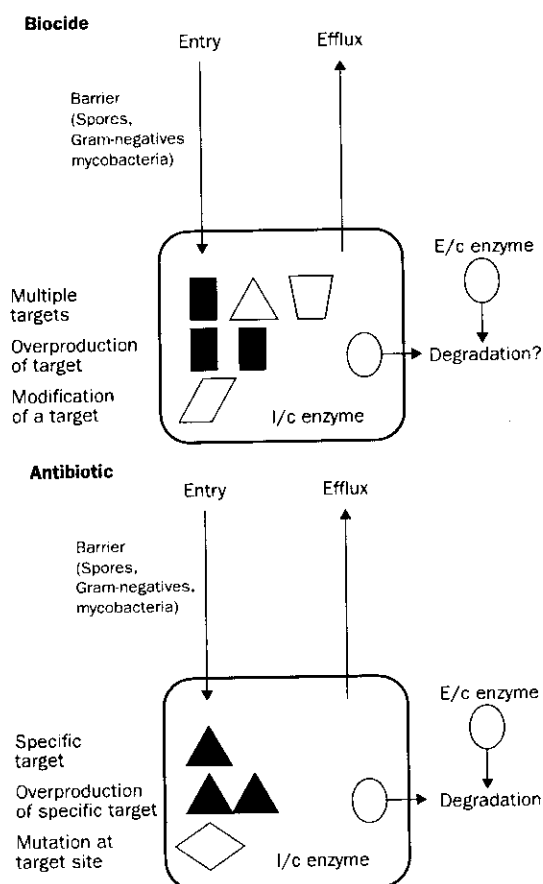 Biocide
Entry
Efflux
Barrier
(Spores,
Gram-negatives
mycobacteria)
E/c enzyme
Multiple
targets
Overproduction
of target
Degradation?
Modification
of a target
I/c enzyme
Antibiotic
Entry
Efflux
Barrier
(Spores,
Gram-negatives,
mycobacteria)
E/c enzyme
Specific
target
Overproduction
of specific target
Degradation
Mutation at
target site
I/c enzyme